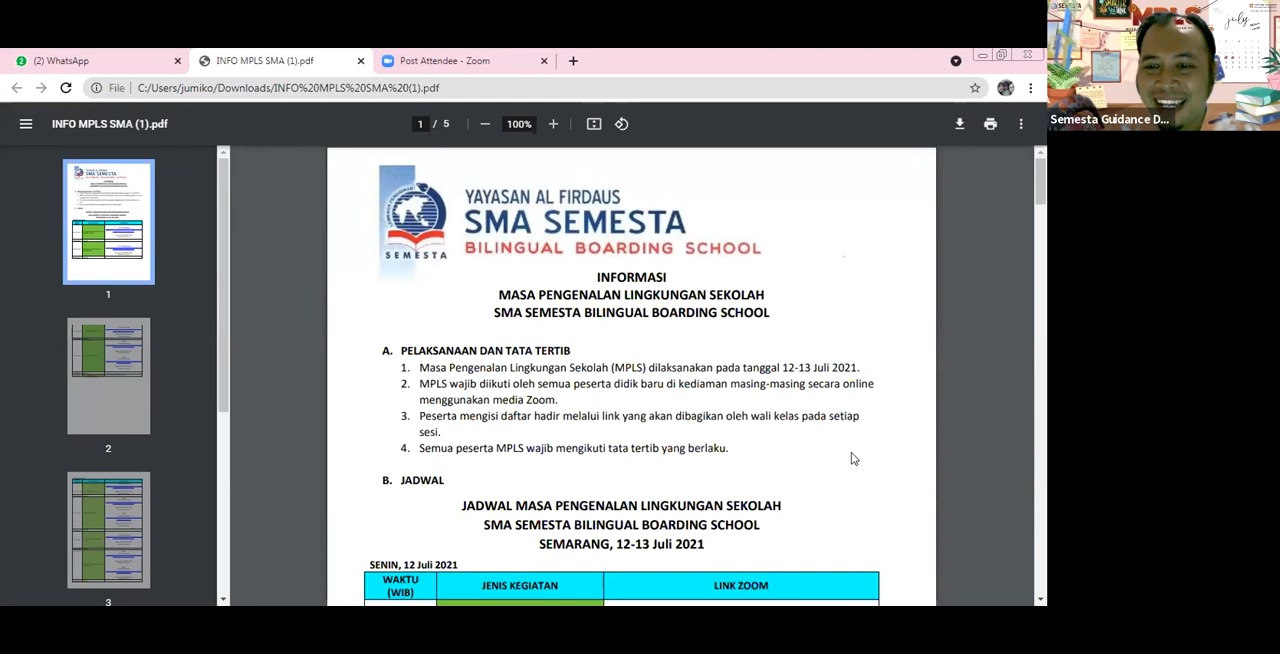 (2) WhatsApp
INFO MPLS SMA (1).pdf
Post Attendee - Zoom
File
C:/Users/jumiko/Downloads/INFO%20MPLS%20SMA%20(1).pdf
INFO MPLS SMA (1).pdf
1 / 5
100%
YAYASAN AL FIRDAUS
SMA SEMESTA
BILINGUAL BOARDING SCHOOL
SEMESTA
INFORMASI
MASA PENGENALAN LINGKUNGAN SEKOLAH
SMA SEMESTA BILINGUAL BOARDING SCHOOL
A. PELAKSANAAN DAN TATA TERTIB
1. Masa Pengenalan Lingkungan Sekolah (MPLS) dilaksanakan pada tanggal 12-13 Juli 2021.
2. MPLS wajib diikuti oleh semua peserta didik baru di kediaman masing-masing secara online
menggunakan media Zoom.
3. Peserta mengisi daftar hadir melalui link yang akan dibagikan oleh wali kelas pada setiap
sesi.
4. Semua peserta MPLS wajib mengikuti tata tertib yang berlaku.
B. JADWAL
JADWAL MASA PENGENALAN LINGKUNGAN SEKOLAH
SMA SEMESTA BILINGUAL BOARDING SCHOOL
SEMARANG, 12-13 Juli 2021
SENIN, 12 Juli 2021
WAKTU
(WIB)
JENIS KEGIATAN
LINK ZOOM
1
2
3
SEMESTA
MPLS
July
Semesta Guidance D...